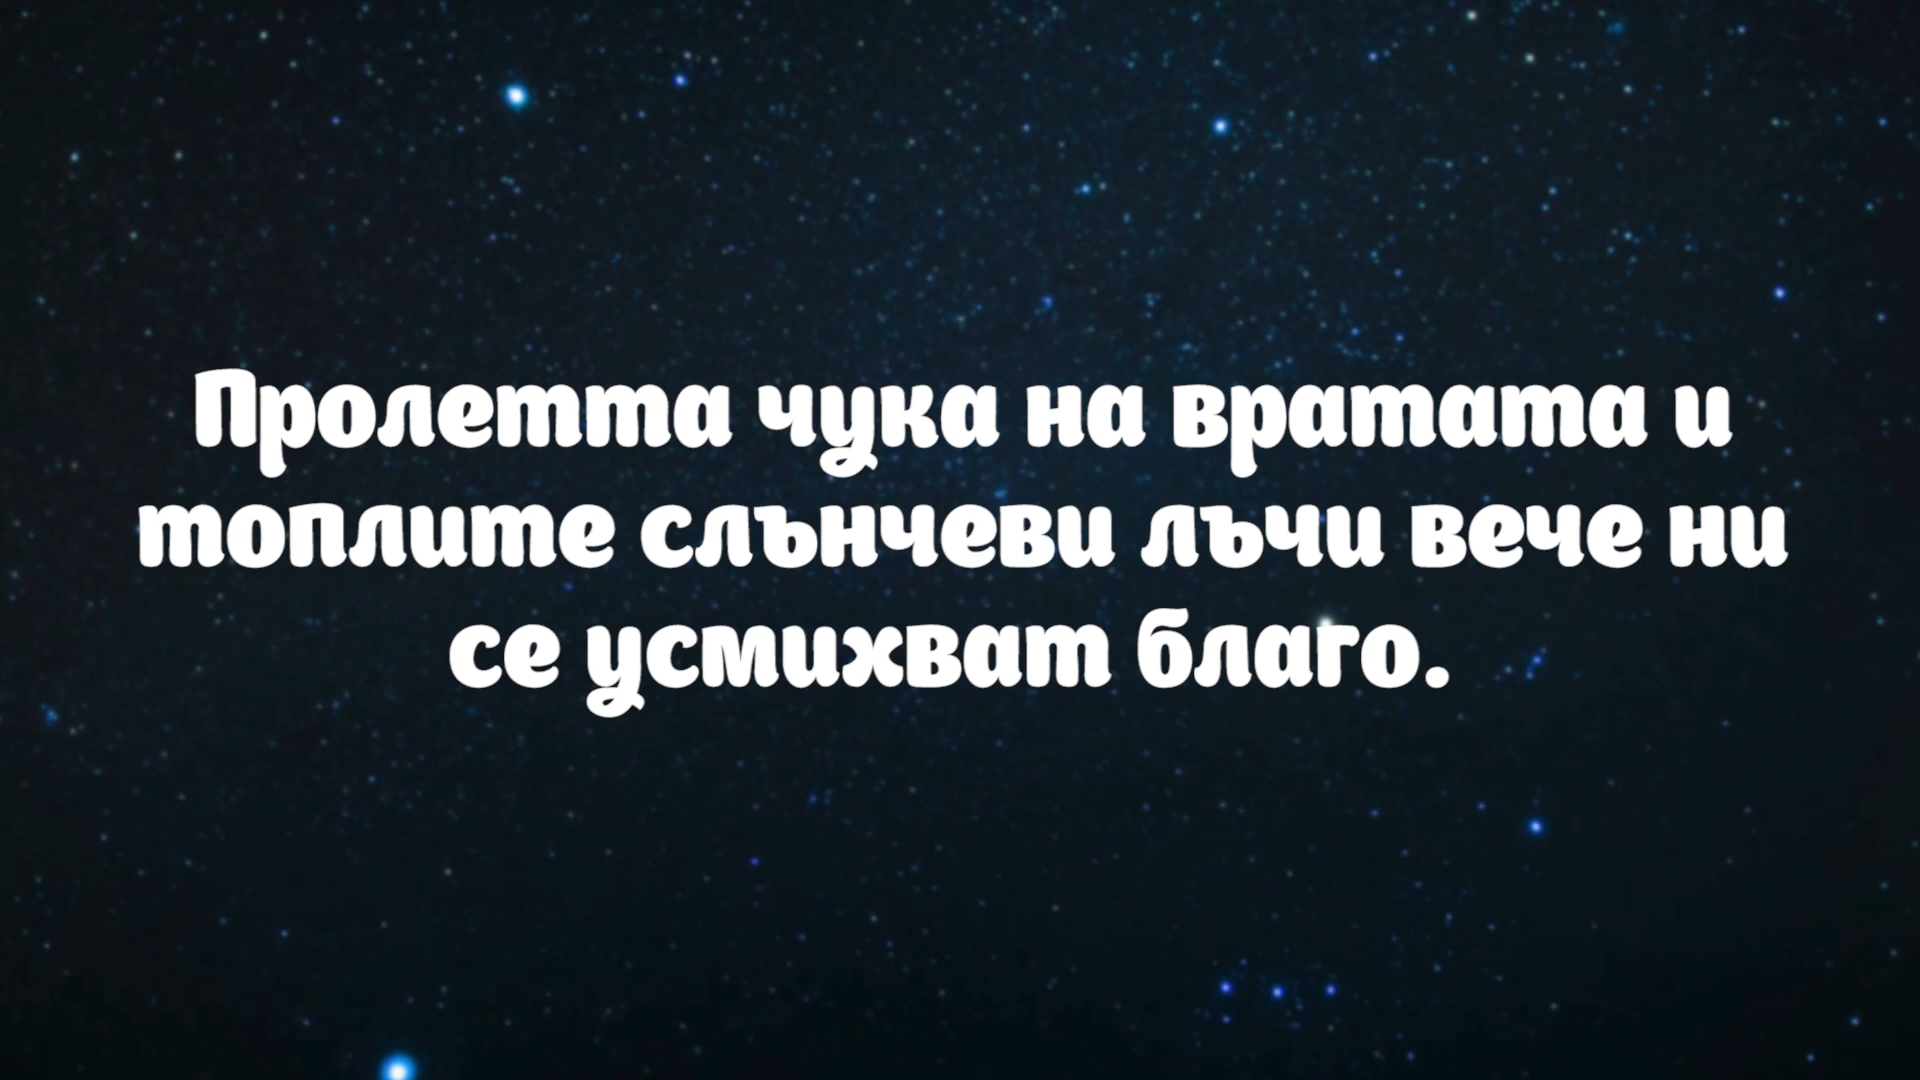 Пролетта чука на вратата и
топлите слънчеви лъчи вече ни
се усмихват благо.